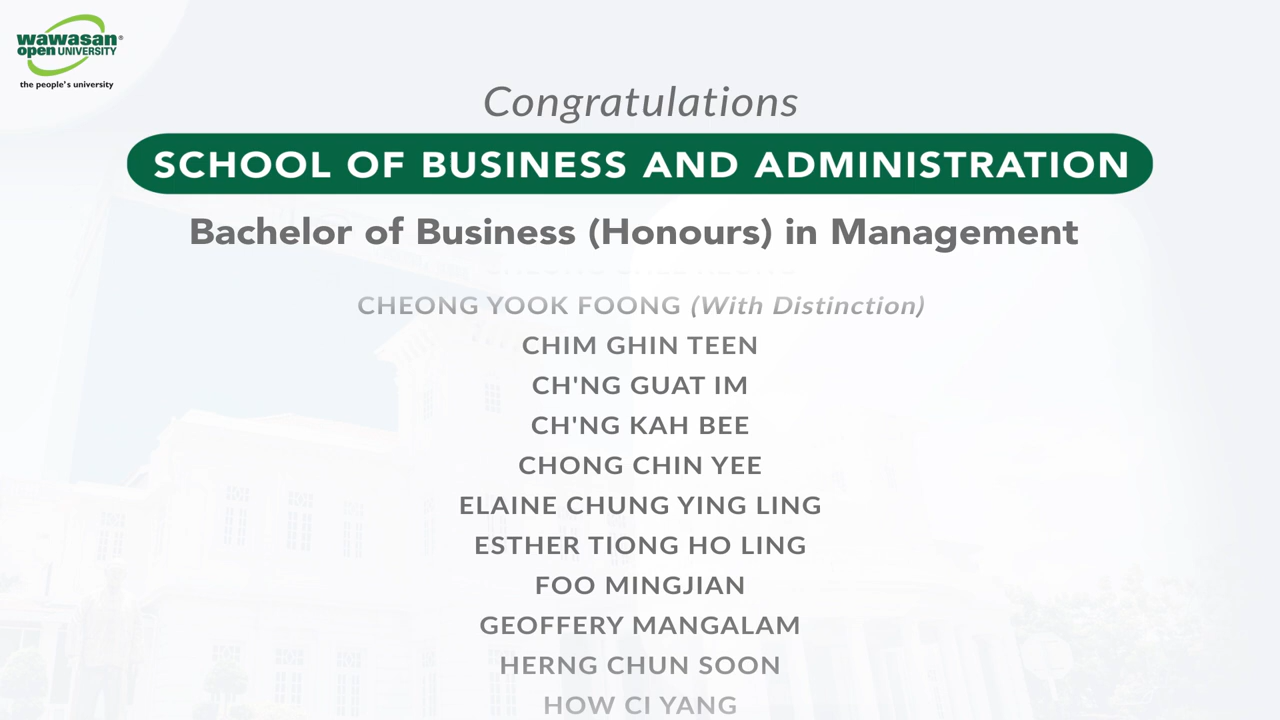 wawasan®
open UNIVERSITY
the people's university
Congratulations
SCHOOL OF BUSINESS AND ADMINISTRATION
Bachelor of Business (Honours) in Management
CHEONG YOOK FOONG (With Distinction)
CHIM GHIN TEEN
CH'NG GUAT IM
CH'NG KAH BEE
CHONG CHIN YEE
ELAINE CHUNG YING LING
ESTHER TIONG HO LING
FOO MINGJIAN
GEOFFERY MANGALAM
HERNG CHUN SOON
HOW CI YANG